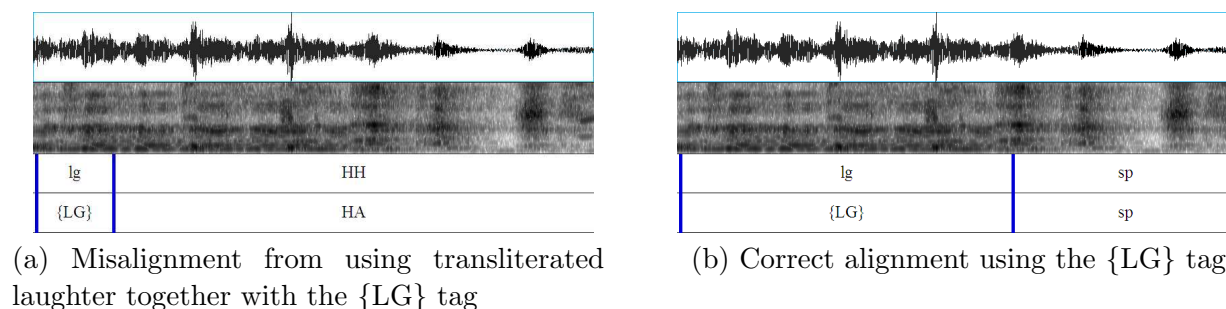 lg HH
{LG} HA
(a) Misalignment from using transliterated
laughter together with the {LG} tag
lg sp
{LG} sp
(b) Correct alignment using the {LG} tag